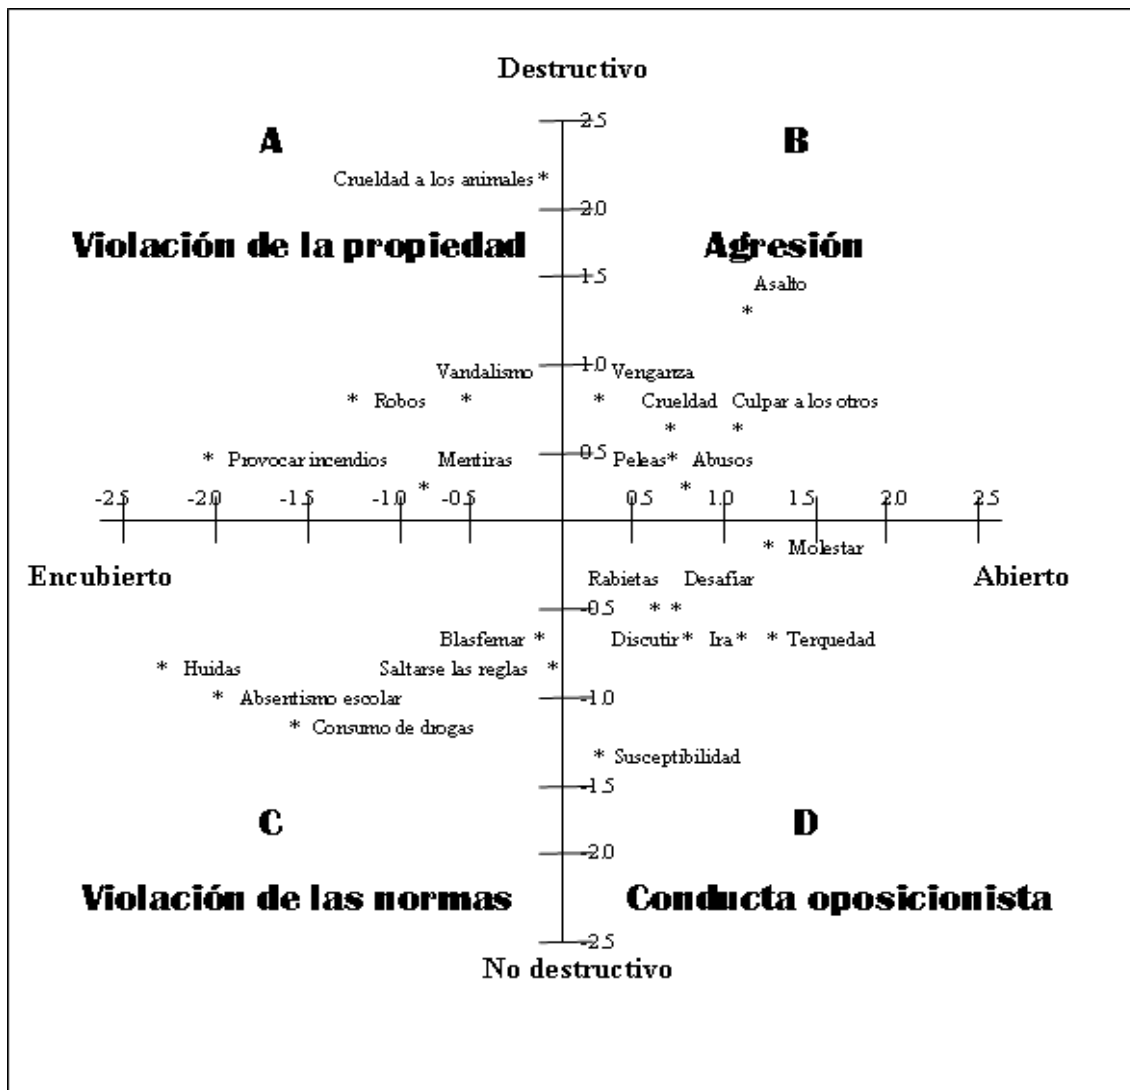 Destructivo
2.5
A
B
Crueldad a los animales *
2.0
Violación de la propiedad
Agresión
1.5
Asalto
*
1.0
Vandalismo
Venganza
* Robos *
* Crueldad Culpar a los otros
* *
0.5
* Provocar incendios Mentiras
Peleas * Abusos
* *
-2.5 -2.0 -1.5 -1.0 -0.5 0.5 1.0 1.5 2.0 2.5
* Molestar
Encubierto
Abierto
Rabietas Desafiar
-0.5 * *
Blasfemar * Discutir * Ira * * Terquedad
* Huidas Saltarse las reglas *
* Absentismo escolar
-1.0
* Consumo de drogas
* Susceptibilidad
-1.5
C
D
-2.0
Violación de las normas
Conducta oposicionista
-2.5
No destructivo